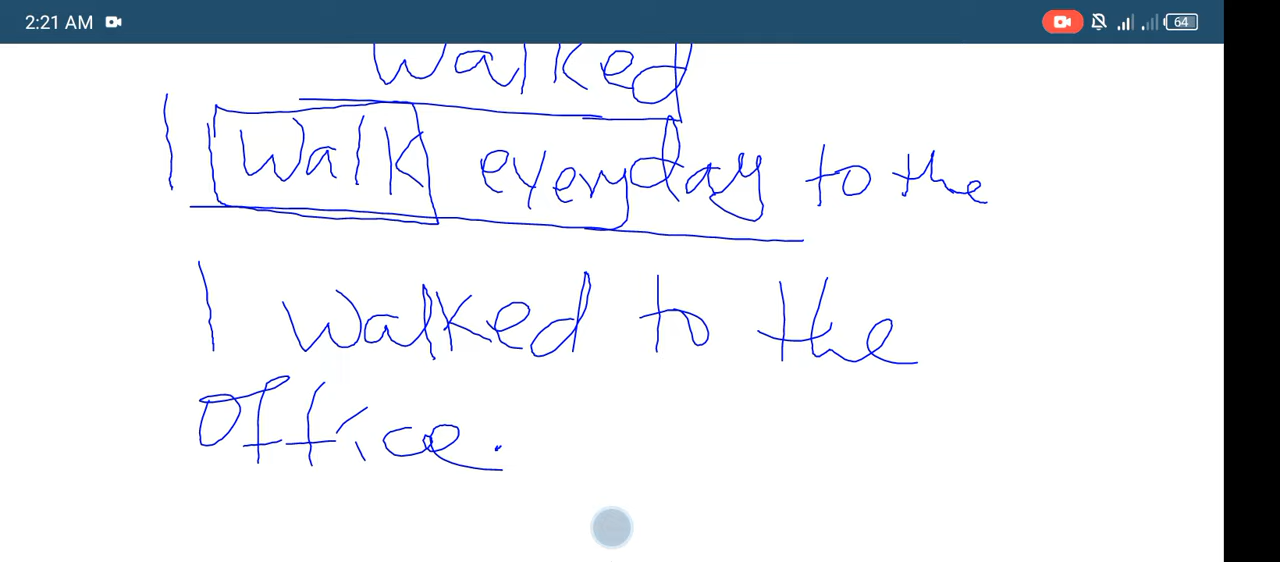 2:21 AM 64
Walked
I Walk everyday to the
I walked to the
office.